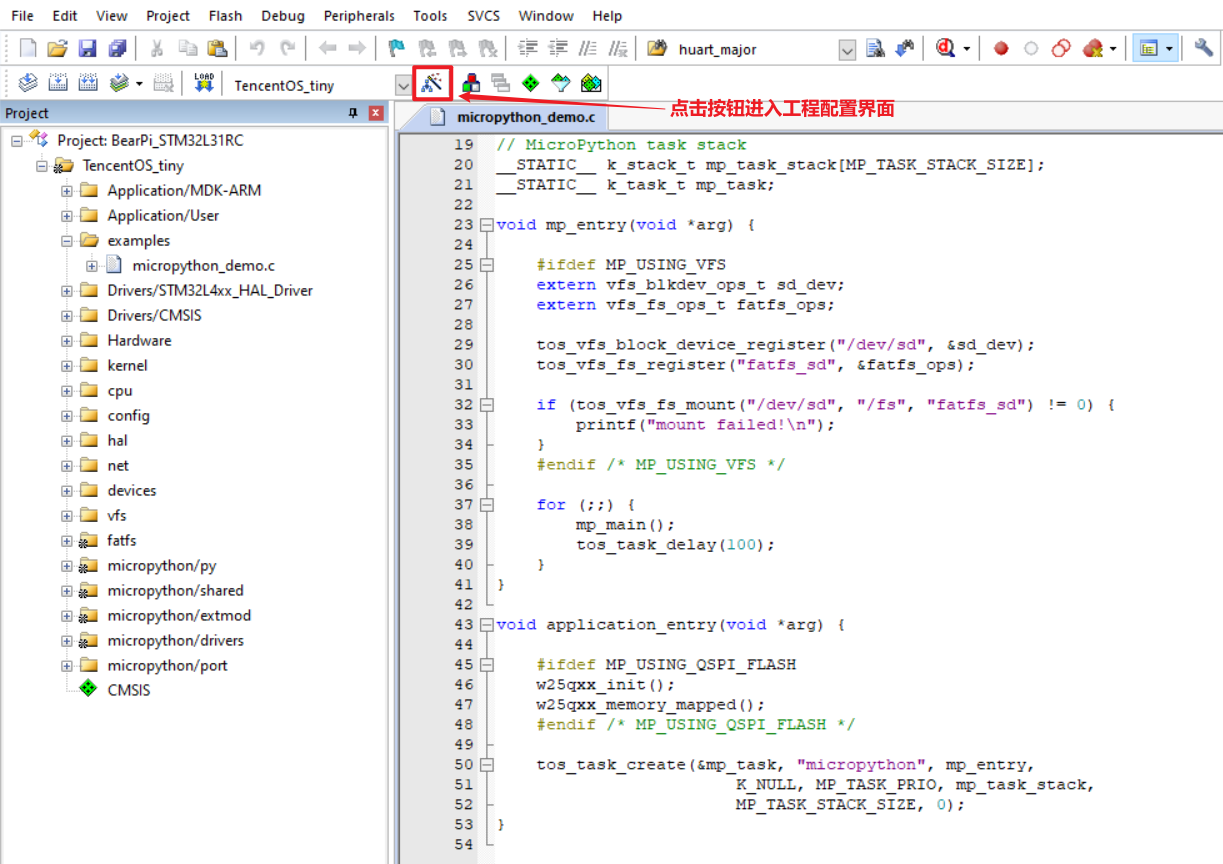 File Edit View Project Flash Debug Peripherals Tools SVCS Window Help
huart_major
LOAD TencentOS_tiny
点击按钮进入工程配置界面
Project
Project: BearPi_STM32L31RC
TencentOS_tiny
Application/MDK-ARM
Application/User
examples
micropython_demo.c
Drivers/STM32L4xx_HAL_Driver
Drivers/CMSIS
Hardware
kernel
cpu
config
hal
net
devices
vfs
fatfs
micropython/py
micropython/shared
micropython/extmod
micropython/drivers
micropython/port
CMSIS
micropython_demo.c
19 // MicroPython task stack
20 __STATIC__ k_stack_t mp_task_stack[MP_TASK_STACK_SIZE];
21 __STATIC__ k_task_t mp_task;
22
23 void mp_entry(void *arg) {
24
25 #ifdef MP_USING_VFS
26 extern vfs_blkdev_ops_t sd_dev;
27 extern vfs_fs_ops_t fatfs_ops;
28
29 tos_vfs_block_device_register("/dev/sd", &sd_dev);
30 tos_vfs_fs_register("fatfs_sd", &fatfs_ops);
31
32 if (tos_vfs_fs_mount("/dev/sd", "/fs", "fatfs_sd") != 0) {
33 printf("mount failed!\n");
34 }
35 #endif /* MP_USING_VFS */
36
37 for (;;) {
38 mp_main();
39 tos_task_delay(100);
40 }
41 }
42
43 void application_entry(void *arg) {
44
45 #ifdef MP_USING_QSPI_FLASH
46 w25qxx_init();
47 w25qxx_memory_mapped();
48 #endif /* MP_USING_QSPI_FLASH */
49
50 tos_task_create(&mp_task, "micropython", mp_entry,
51 K_NULL, MP_TASK_PRIO, mp_task_stack,
52 MP_TASK_STACK_SIZE, 0);
53 }
54